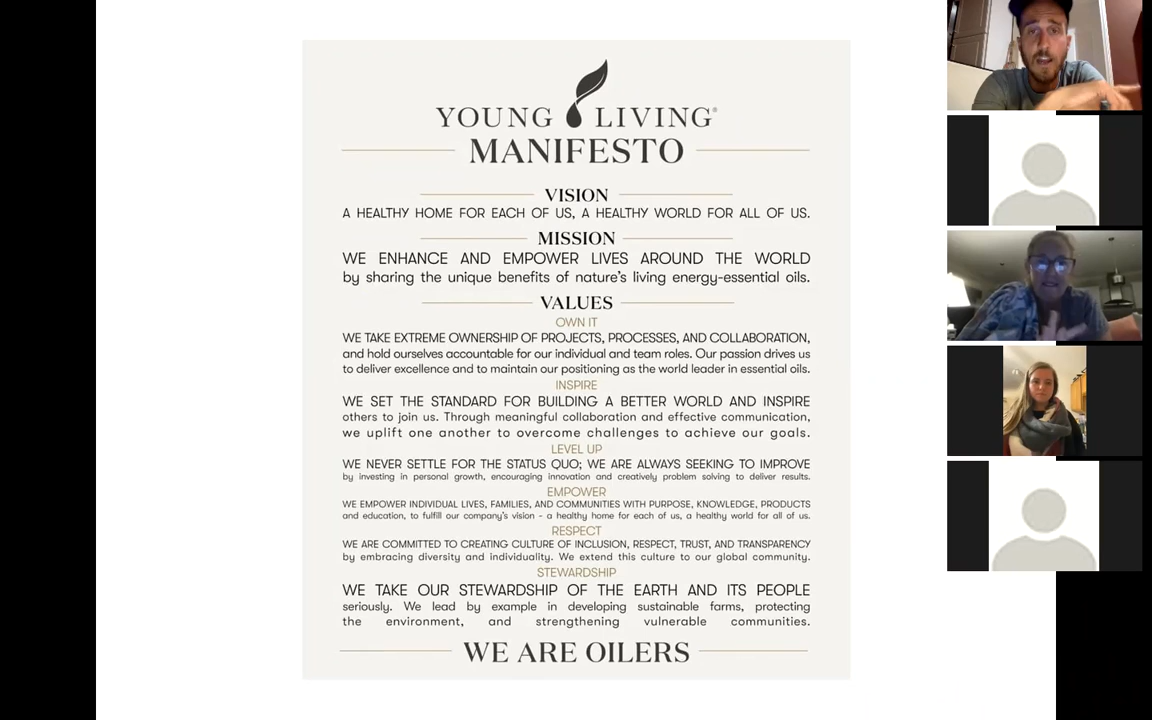 YOUNG LIVING®
MANIFESTO
VISION
A HEALTHY HOME FOR EACH OF US, A HEALTHY WORLD FOR ALL OF US.
MISSION
WE ENHANCE AND EMPOWER LIVES AROUND THE WORLD
by sharing the unique benefits of nature's living energy-essential oils.
VALUES
OWN IT
WE TAKE EXTREME OWNERSHIP OF PROJECTS, PROCESSES, AND COLLABORATION,
and hold ourselves accountable for our individual and team roles. Our passion drives us
to deliver excellence and to maintain our positioning as the world leader in essential oils.
INSPIRE
WE SET THE STANDARD FOR BUILDING A BETTER WORLD AND INSPIRE
others to join us. Through meaningful collaboration and effective communication,
we uplift one another to overcome challenges to achieve our goals.
LEVEL UP
WE NEVER SETTLE FOR THE STATUS QUO; WE ARE ALWAYS SEEKING TO IMPROVE
by investing in personal growth, encouraging innovation and creatively problem solving to deliver results.
EMPOWER
WE EMPOWER INDIVIDUAL LIVES, FAMILIES, AND COMMUNITIES WITH PURPOSE, KNOWLEDGE, PRODUCTS
and education, to fulfill our company's vision - a healthy home for each of us, a healthy world for all of us.
RESPECT
WE ARE COMMITTED TO CREATING CULTURE OF INCLUSION, RESPECT, TRUST, AND TRANSPARENCY
by embracing diversity and individuality. We extend this culture to our global community.
STEWARDSHIP
WE TAKE OUR STEWARDSHIP OF THE EARTH AND ITS PEOPLE
seriously. We lead by example in developing sustainable farms, protecting
the environment, and strengthening vulnerable communities.
WE ARE OILERS